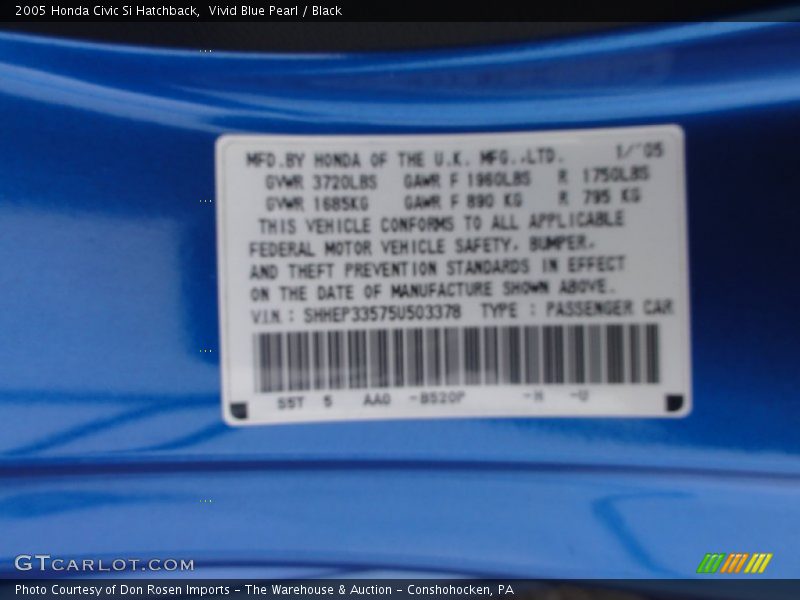 2005 Honda Civic Si Hatchback,  Vivid Blue Pearl / Black
MFD.BY HONDA OF THE U.K. MFG.,LTD. 1/'05
GVWR 3720LBS GAWR F 1960LBS R 1750LBS
GVWR 1685KG GAWR F 890 KG R 795 KG
THIS VEHICLE CONFORMS TO ALL APPLICABLE
FEDERAL MOTOR VEHICLE SAFETY, BUMPER,
AND THEFT PREVENTION STANDARDS IN EFFECT
ON THE DATE OF MANUFACTURE SHOWN ABOVE.
V.I.N.: SHHEP33575U503378 TYPE : PASSENGER CAR
S5T 5 AA0 -B520P -H -U
GTCARLOT.COM
Photo Courtesy of Don Rosen Imports - The Warehouse & Auction - Conshohocken, PA